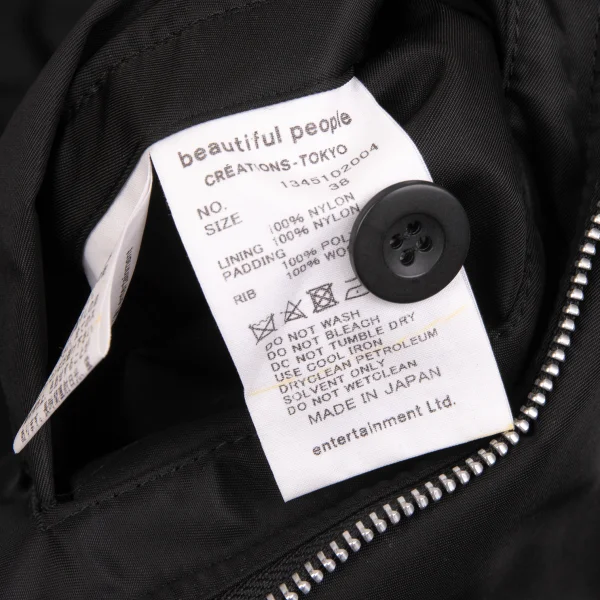 beautiful people
CRÉATIONS-TOKYO
NO. 1345102004
SIZE 38
100% NYLON
LINING 100% NYLON
PADDING 100%
RIB 100%
DO NOT WASH
DO NOT BLEACH
DO NOT TUMBLE DRY
USE COOL IRON
DRYCLEAN PETROLEUM
SOLVENT ONLY
DO NOT WETCLEAN
MADE IN JAPAN
entertainment Ltd.